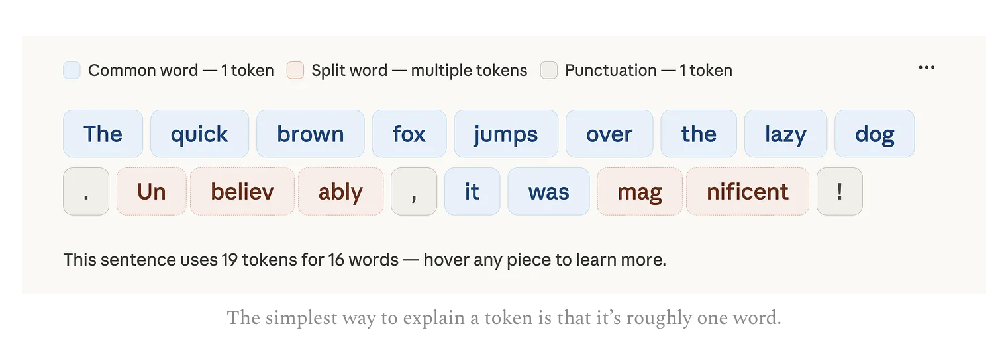 Common word — 1 token Split word — multiple tokens Punctuation — 1 token ...
The quick brown fox jumps over the lazy dog
. Un believ ably , it was mag nificent !
This sentence uses 19 tokens for 16 words — hover any piece to learn more.
The simplest way to explain a token is that it’s roughly one word.